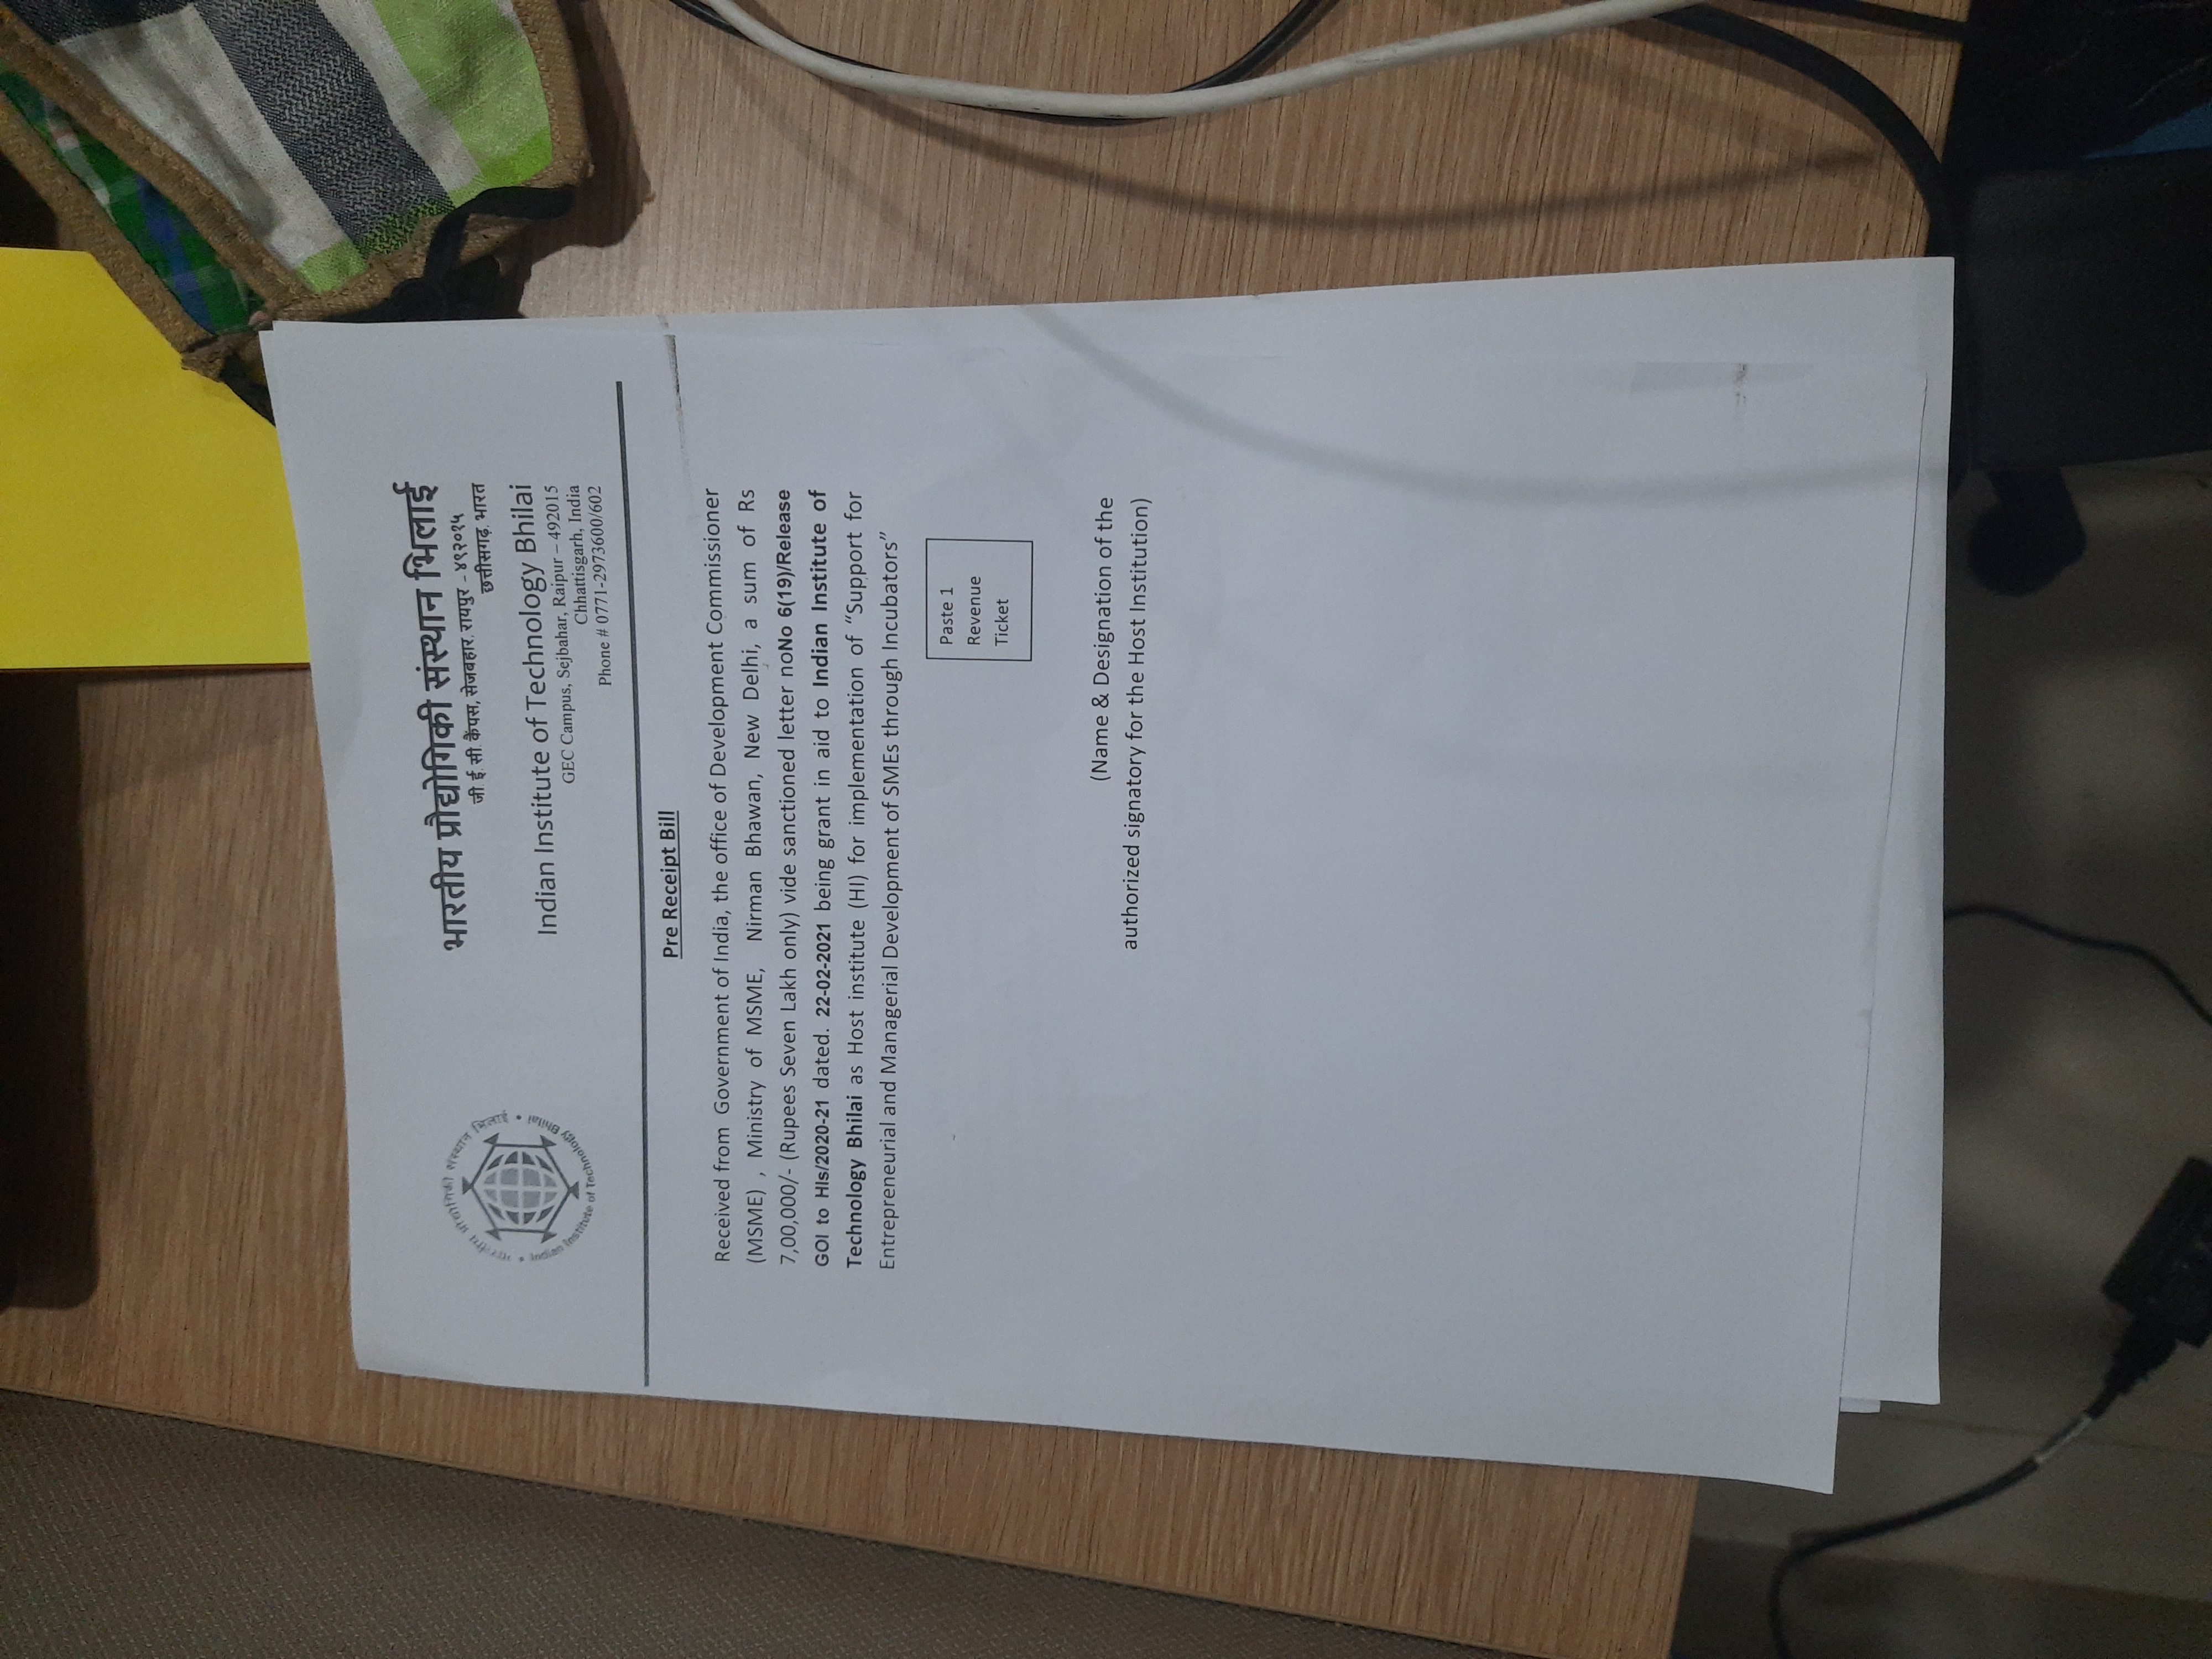 भारतीय प्रौद्योगिकी संस्थान भिलाई
Indian Institute of Technology Bhilai
भारतीय प्रौद्योगिकी संस्थान भिलाई
जी.ई.सी. कैंपस, सेजबहार, रायपुर - ४९२०१५
छत्तीसगढ़, भारत
Indian Institute of Technology Bhilai
GEC Campus, Sejbahar, Raipur – 492015
Chhattisgarh, India
Phone # 0771-2973600/602
Pre Receipt Bill
Received from Government of India, the office of Development Commissioner
(MSME) , Ministry of MSME, Nirman Bhawan, New Delhi, a sum of Rs
7,00,000/- (Rupees Seven Lakh only) vide sanctioned letter noNo 6(19)/Release
GOI to HIs/2020-21 dated. 22-02-2021 being grant in aid to Indian Institute of
Technology Bhilai as Host institute (HI) for implementation of “Support for
Entrepreneurial and Managerial Development of SMEs through Incubators”
Paste 1
Revenue
Ticket
(Name & Designation of the
authorized signatory for the Host Institution)